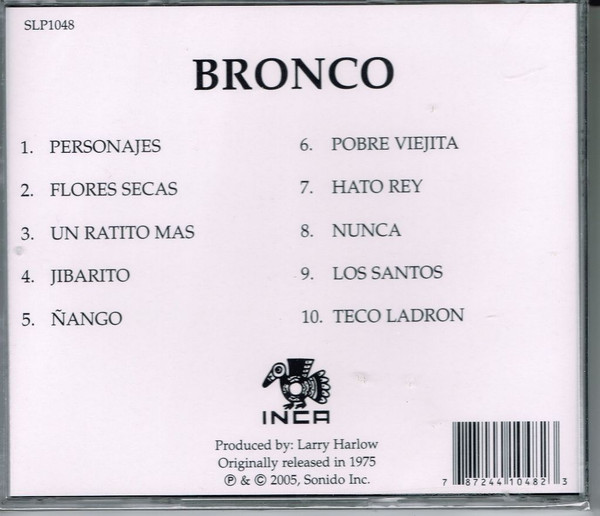 SLP1048
BRONCO
1. PERSONAJES
2. FLORES SECAS
3. UN RATITO MAS
4. JIBARITO
5. ÑANGO
6. POBRE VIEJITA
7. HATO REY
8. NUNCA
9. LOS SANTOS
10. TECO LADRON
INCA
Produced by: Larry Harlow
Originally released in 1975
℗ & © 2005, Sonido Inc.
7 87244 10482 3